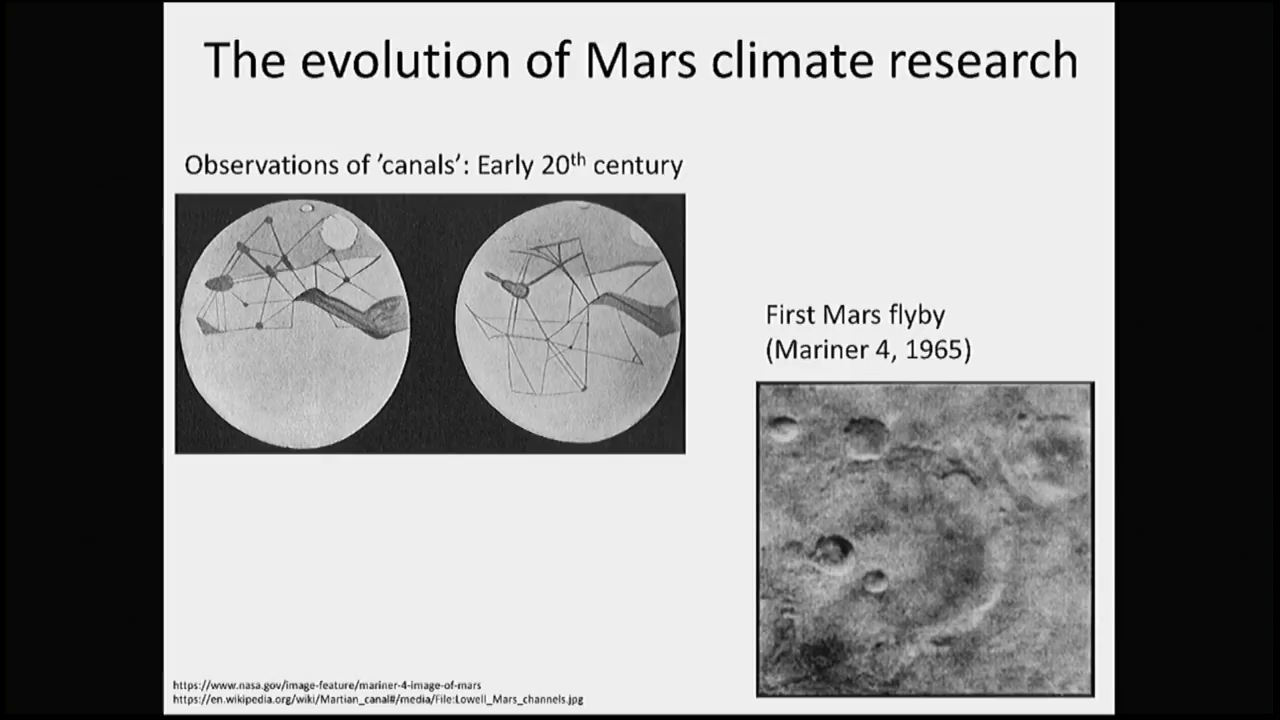 The evolution of Mars climate research
Observations of ’canals’: Early 20th century
First Mars flyby
(Mariner 4, 1965)
https://www.nasa.gov/image-feature/mariner-4-image-of-mars
https://en.wikipedia.org/wiki/Martian_canal#/media/File:Lowell_Mars_channels.jpg